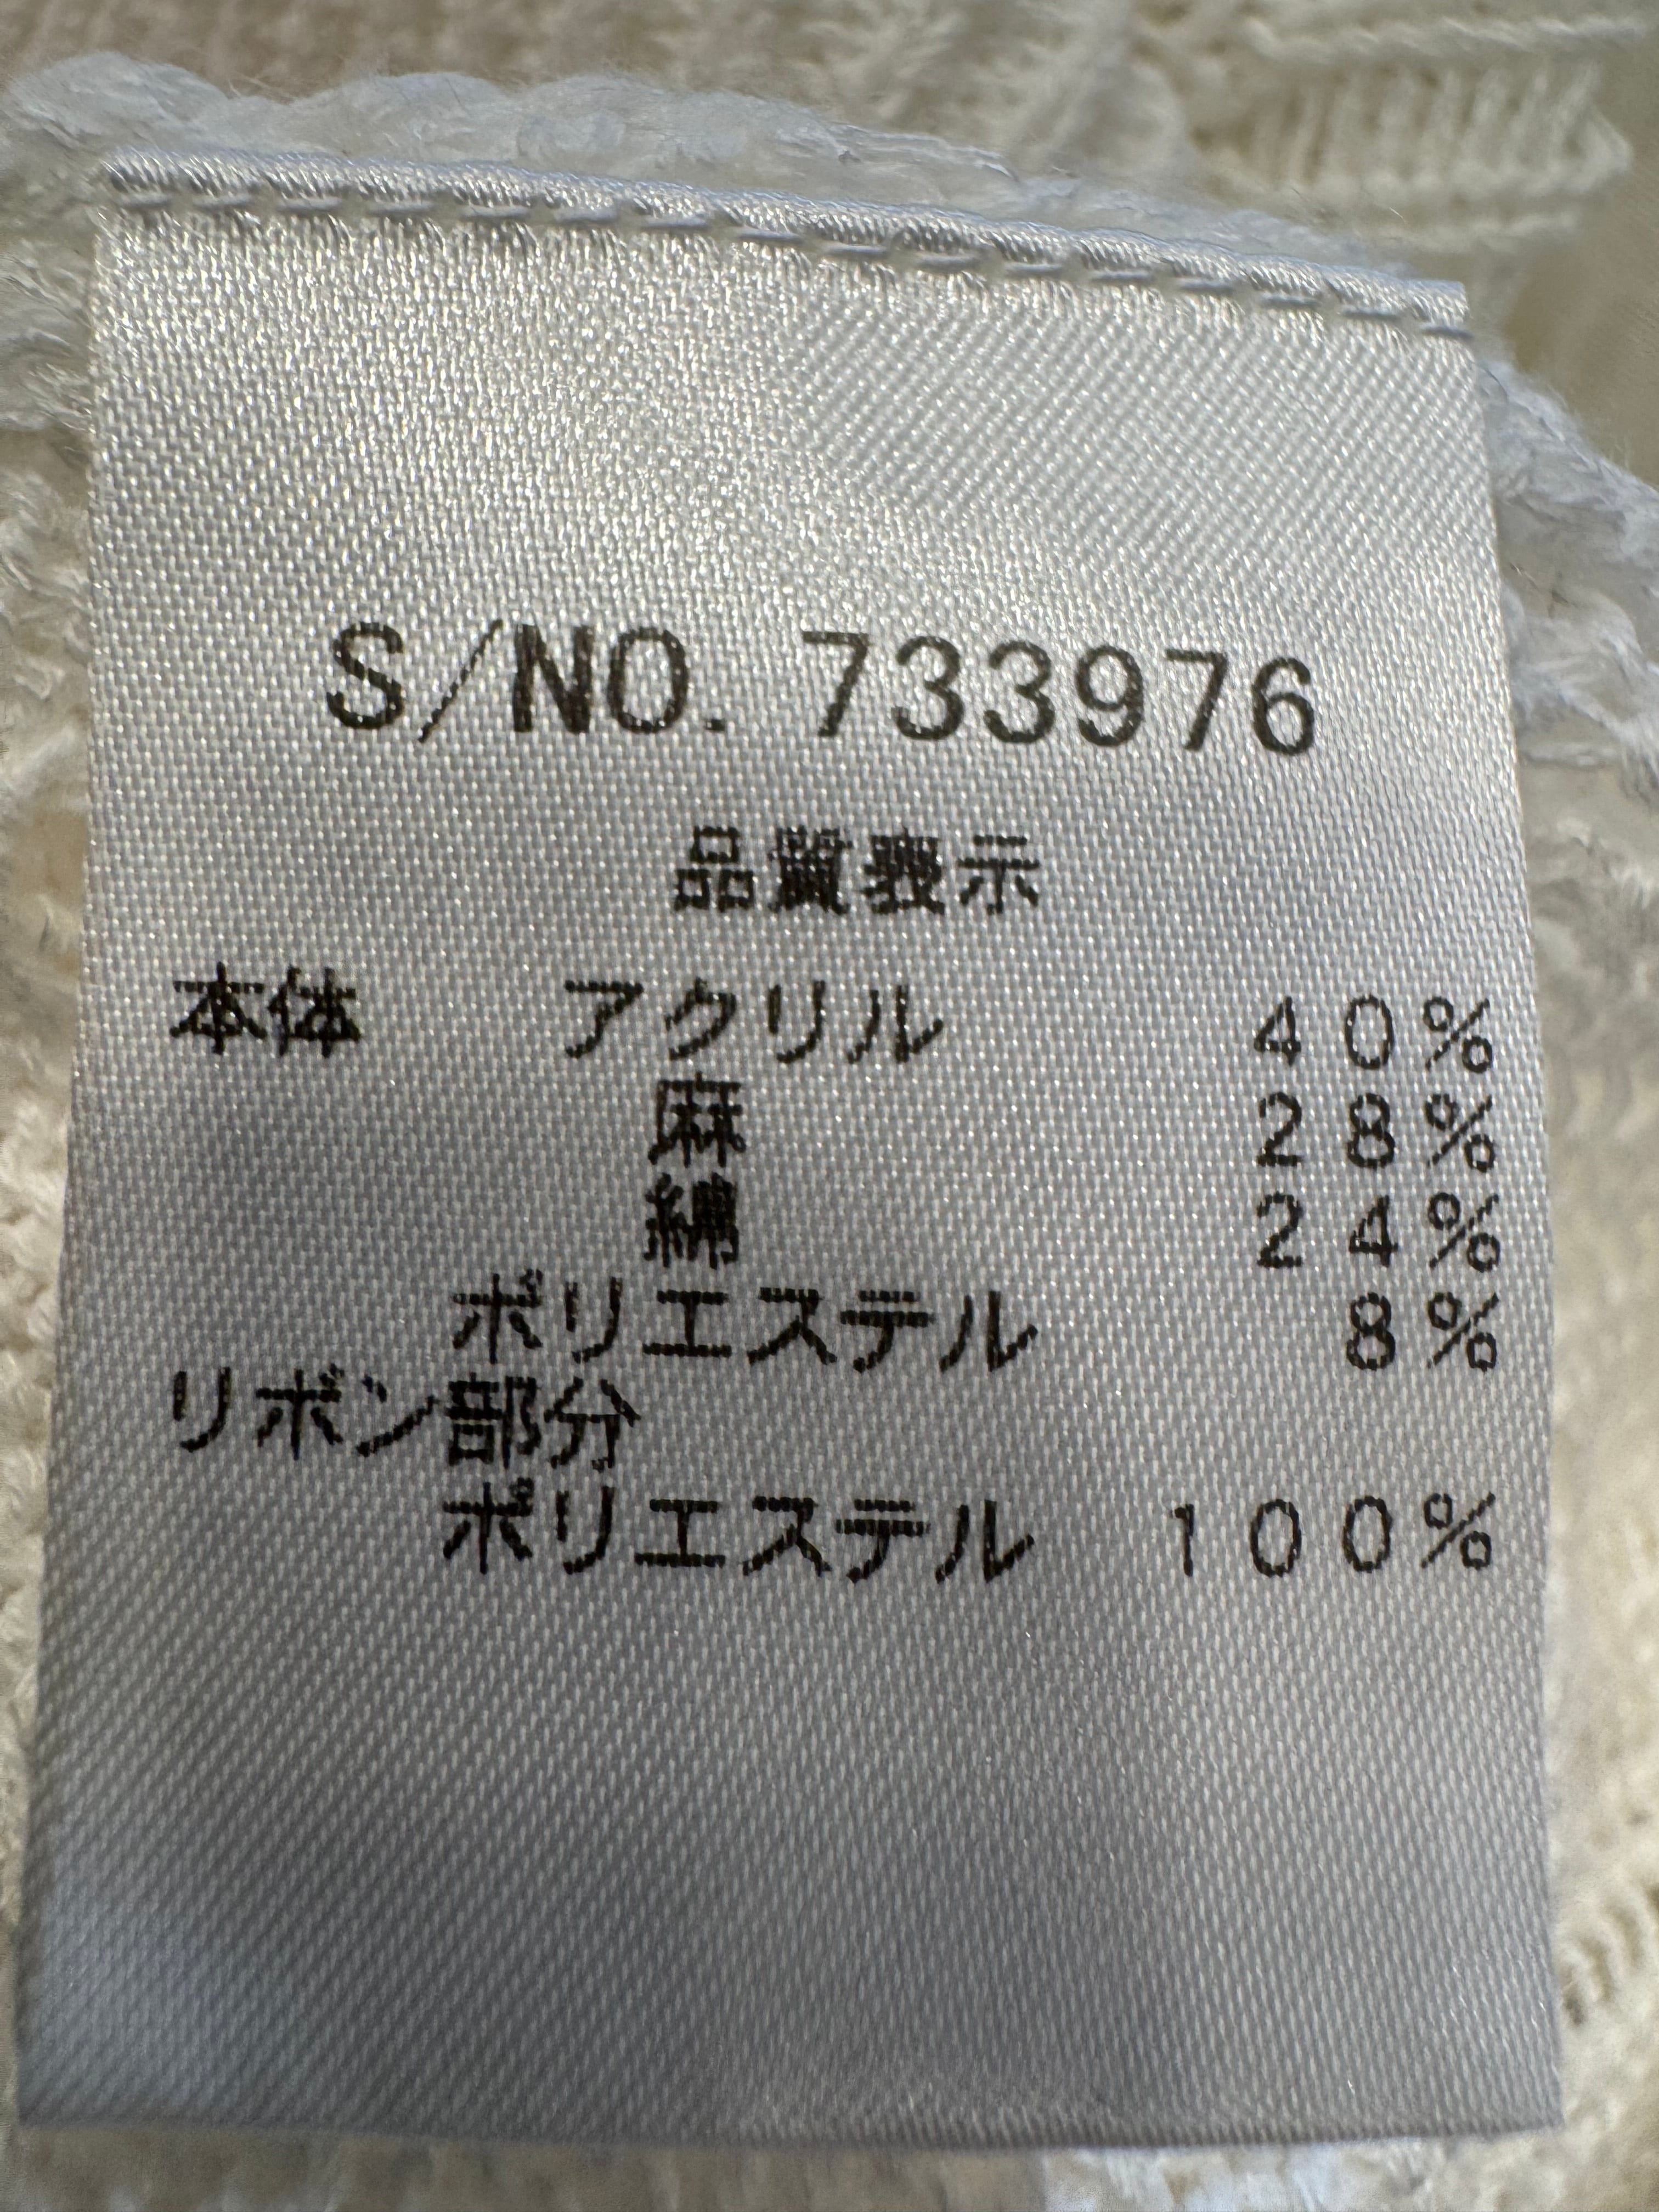 S/NO. 733976
品質表示
本体 アクリル 40%
麻 28%
綿 24%
ポリエステル 8%
リボン部分
ポリエステル 100%